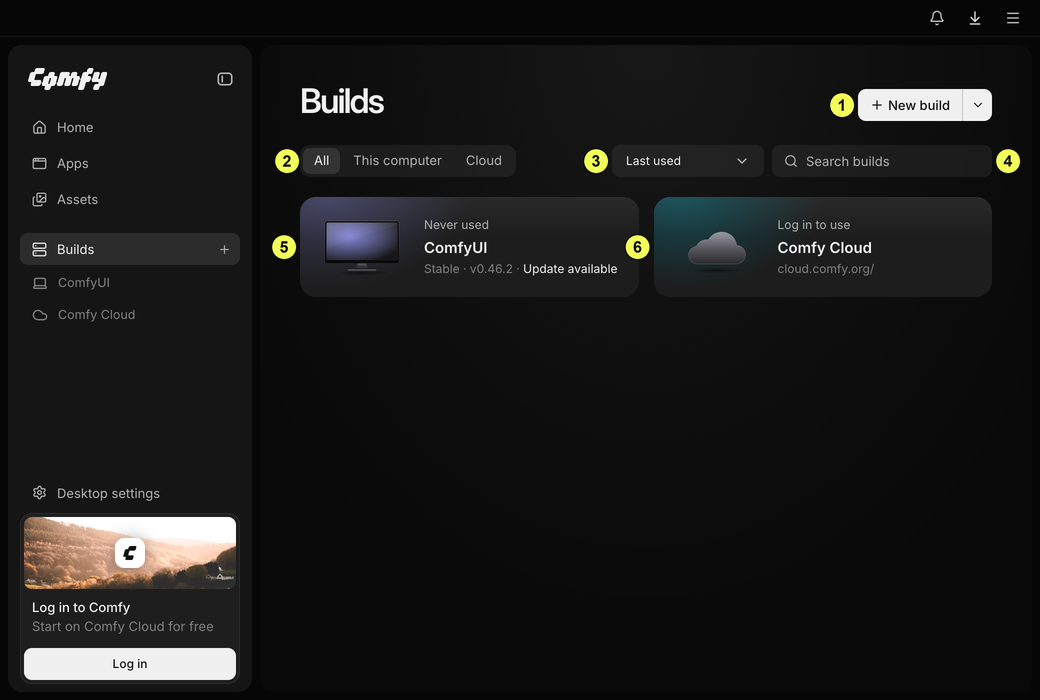 Comfy
Home
Apps
Assets
Builds
ComfyUI
Comfy Cloud
Desktop settings
Log in to Comfy
Start on Comfy Cloud for free
Log in
Builds
1
New build
2
All
This computer
Cloud
3
Last used
Search builds
4
5
Never used
ComfyUI
Stable · v0.46.2 · Update available
6
Log in to use
Comfy Cloud
cloud.comfy.org/